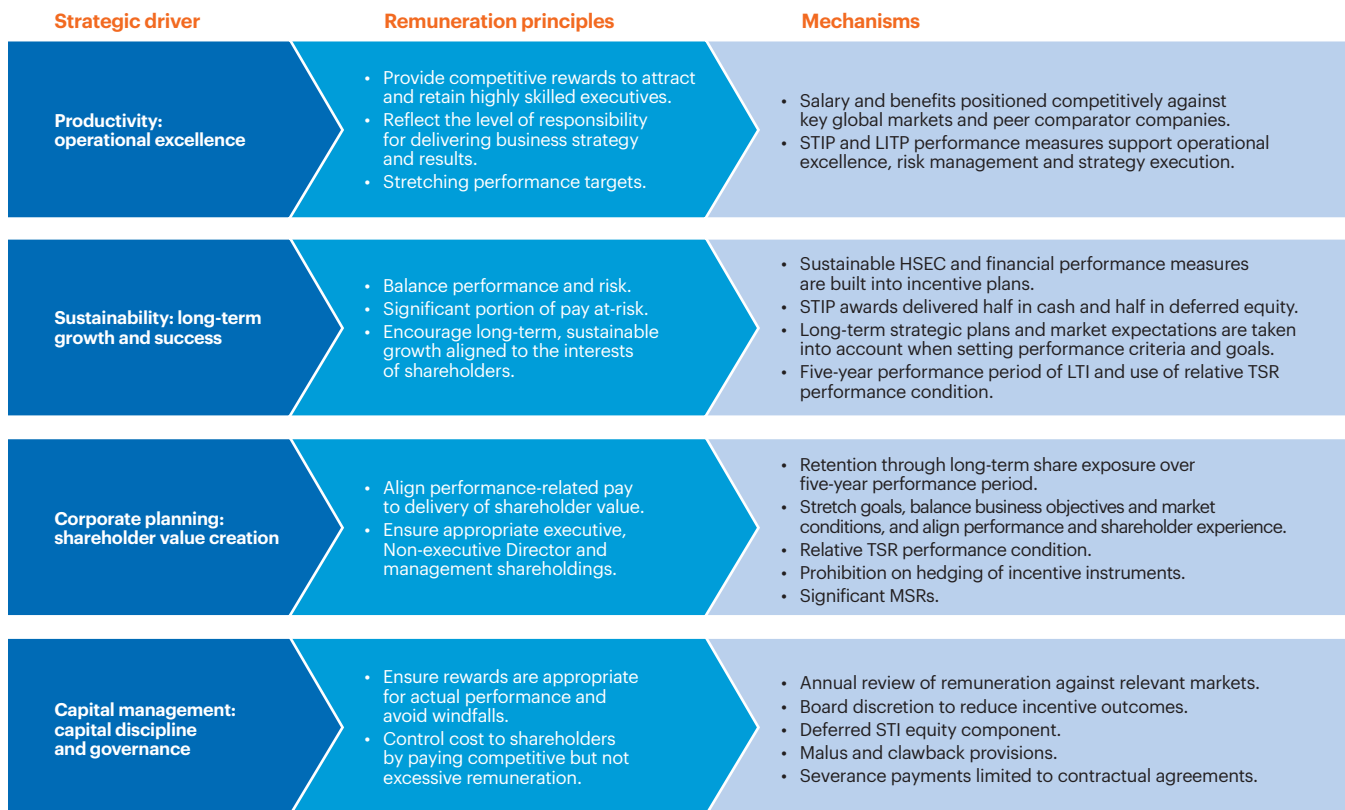 Strategic driver
Remuneration principles
Mechanisms
Productivity:
operational excellence
• Provide competitive rewards to attract
and retain highly skilled executives.
• Reflect the level of responsibility
for delivering business strategy
and results.
• Stretching performance targets.
• Salary and benefits positioned competitively against
key global markets and peer comparator companies.
• STIP and LITP performance measures support operational
excellence, risk management and strategy execution.
Sustainability: long-term
growth and success
• Balance performance and risk.
• Significant portion of pay at-risk.
• Encourage long-term, sustainable
growth aligned to the interests
of shareholders.
• Sustainable HSEC and financial performance measures
are built into incentive plans.
• STIP awards delivered half in cash and half in deferred equity.
• Long-term strategic plans and market expectations are taken
into account when setting performance criteria and goals.
• Five-year performance period of LTI and use of relative TSR
performance condition.
Corporate planning:
shareholder value creation
• Align performance-related pay
to delivery of shareholder value.
• Ensure appropriate executive,
Non-executive Director and
management shareholdings.
• Retention through long-term share exposure over
five-year performance period.
• Stretch goals, balance business objectives and market
conditions, and align performance and shareholder experience.
• Relative TSR performance condition.
• Prohibition on hedging of incentive instruments.
• Significant MSRs.
Capital management:
capital discipline
and governance
• Ensure rewards are appropriate
for actual performance and
avoid windfalls.
• Control cost to shareholders
by paying competitive but not
excessive remuneration.
• Annual review of remuneration against relevant markets.
• Board discretion to reduce incentive outcomes.
• Deferred STI equity component.
• Malus and clawback provisions.
• Severance payments limited to contractual agreements.